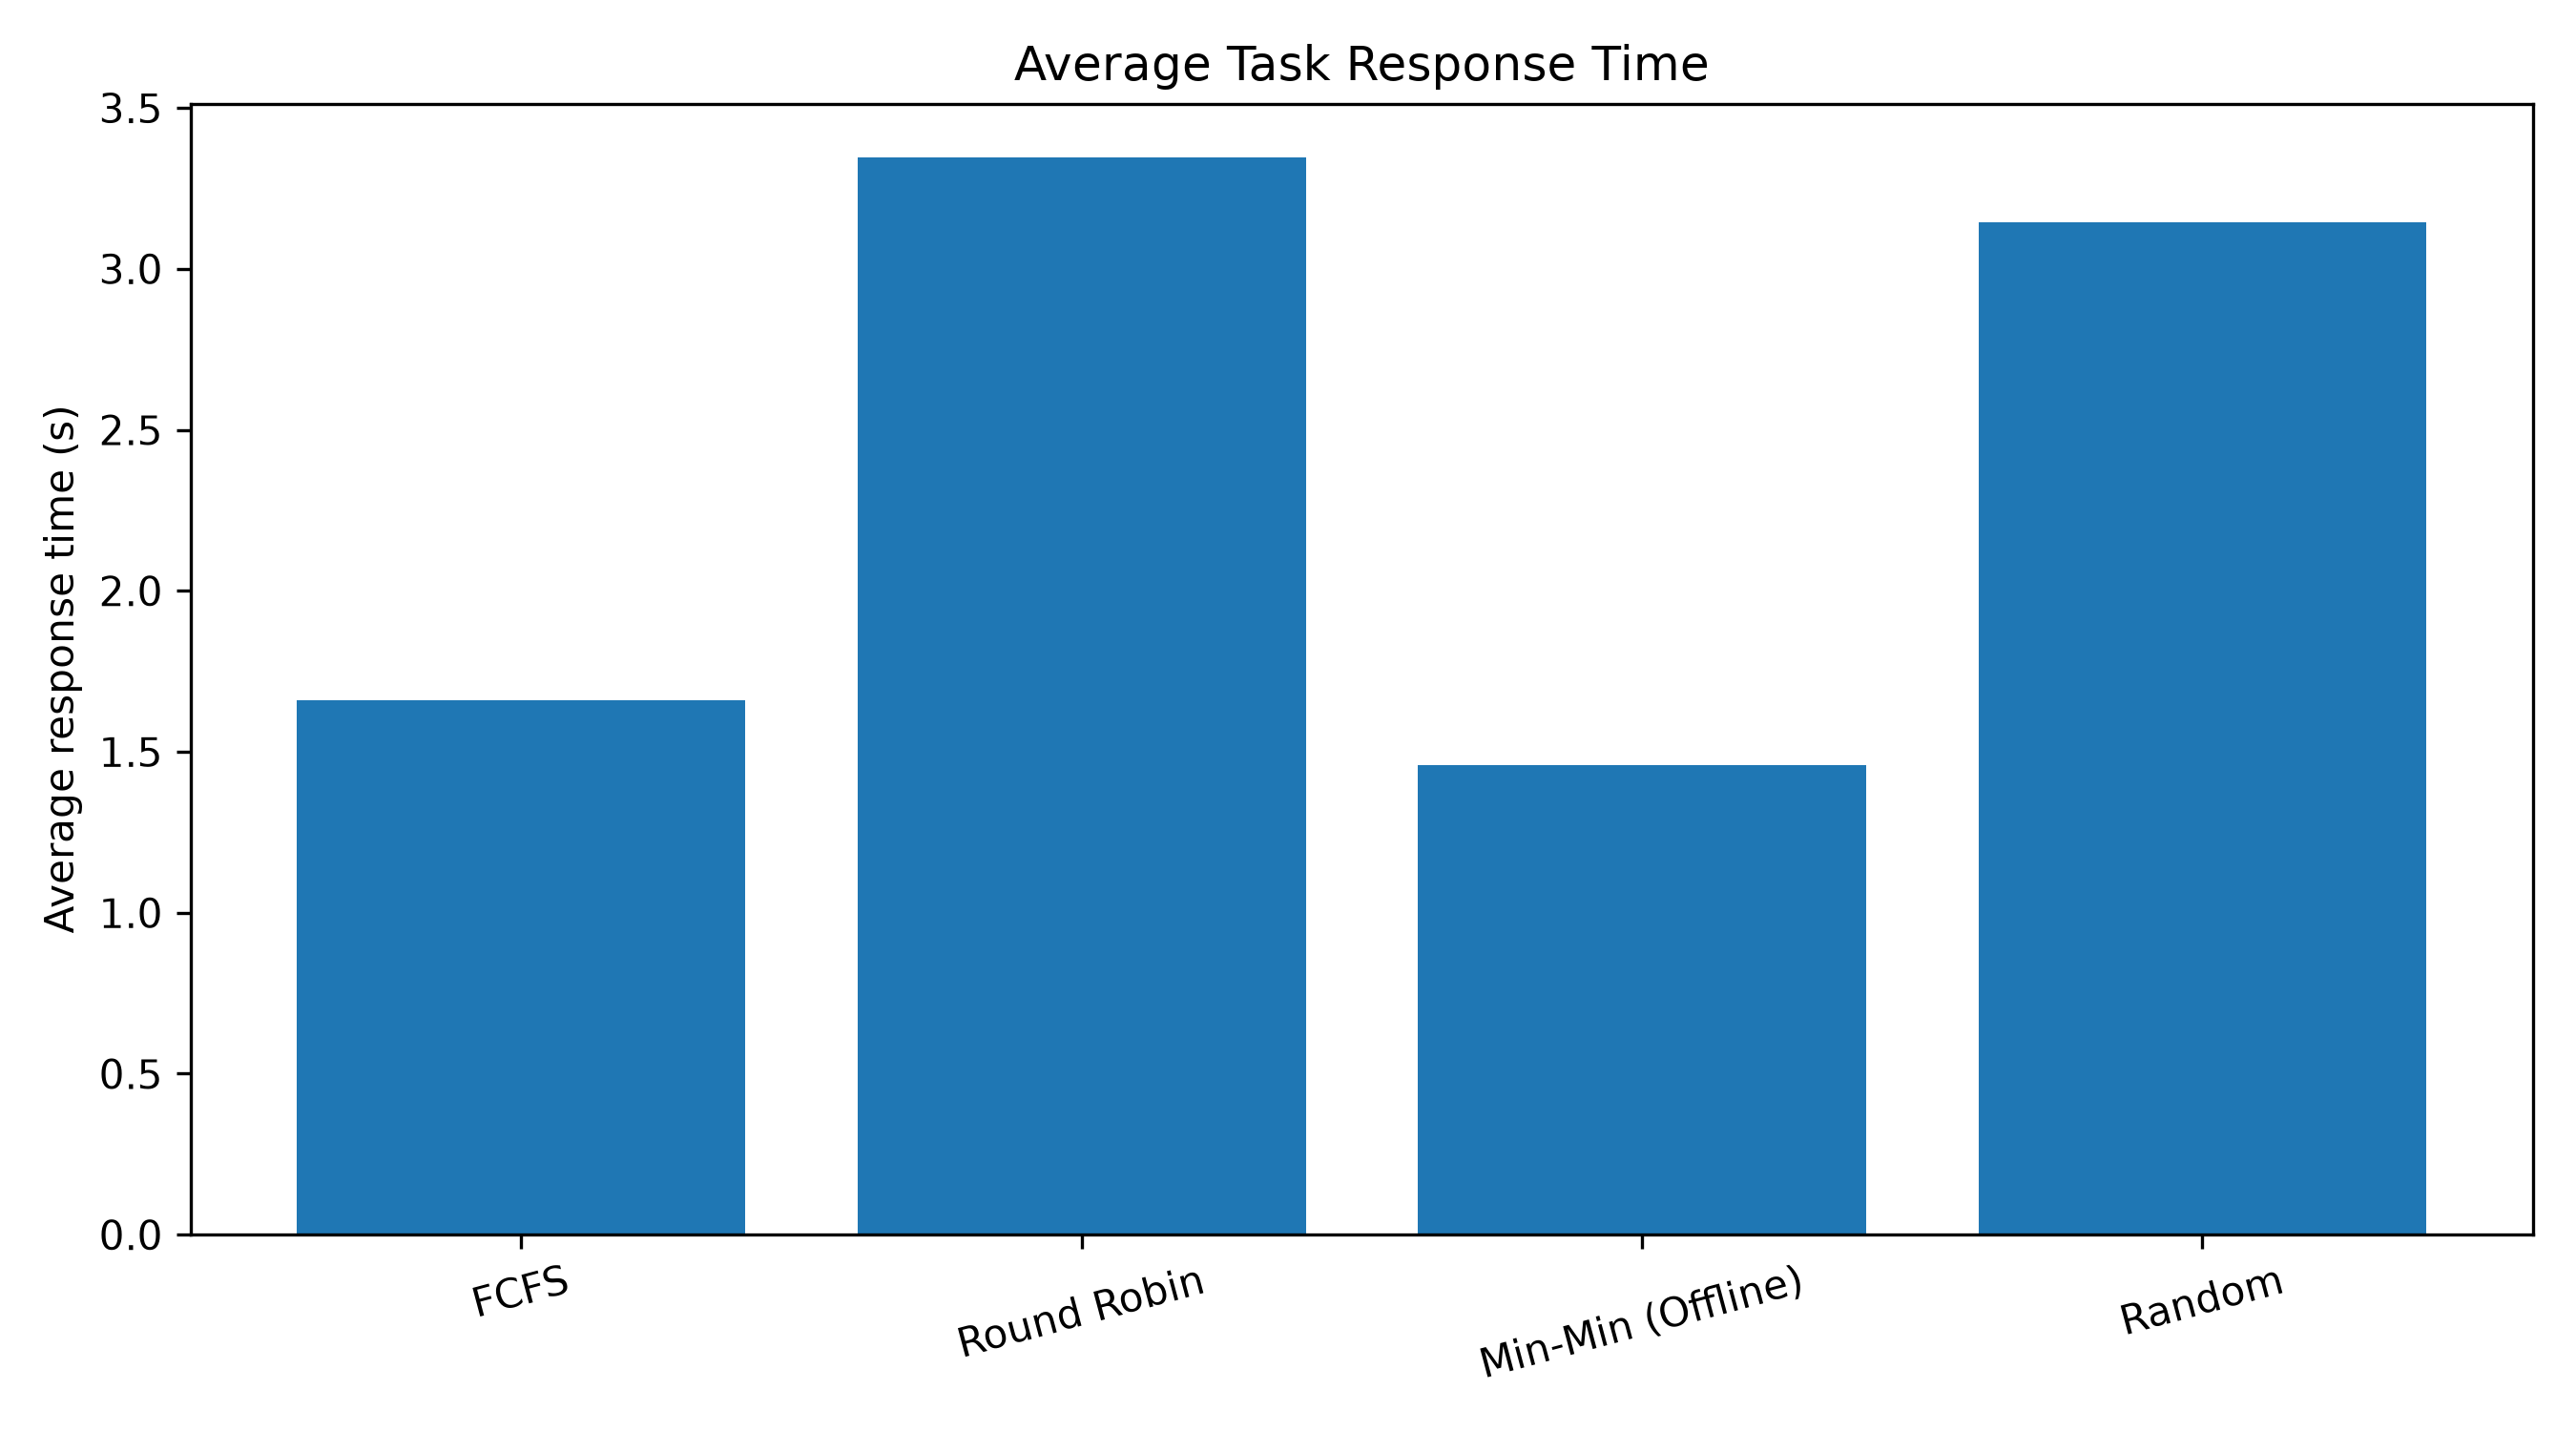 Average Task Response Time
Average response time (s)
3.5
3.0
2.5
2.0
1.5
1.0
0.5
0.0
FCFS
Round Robin
Min-Min (Offline)
Random